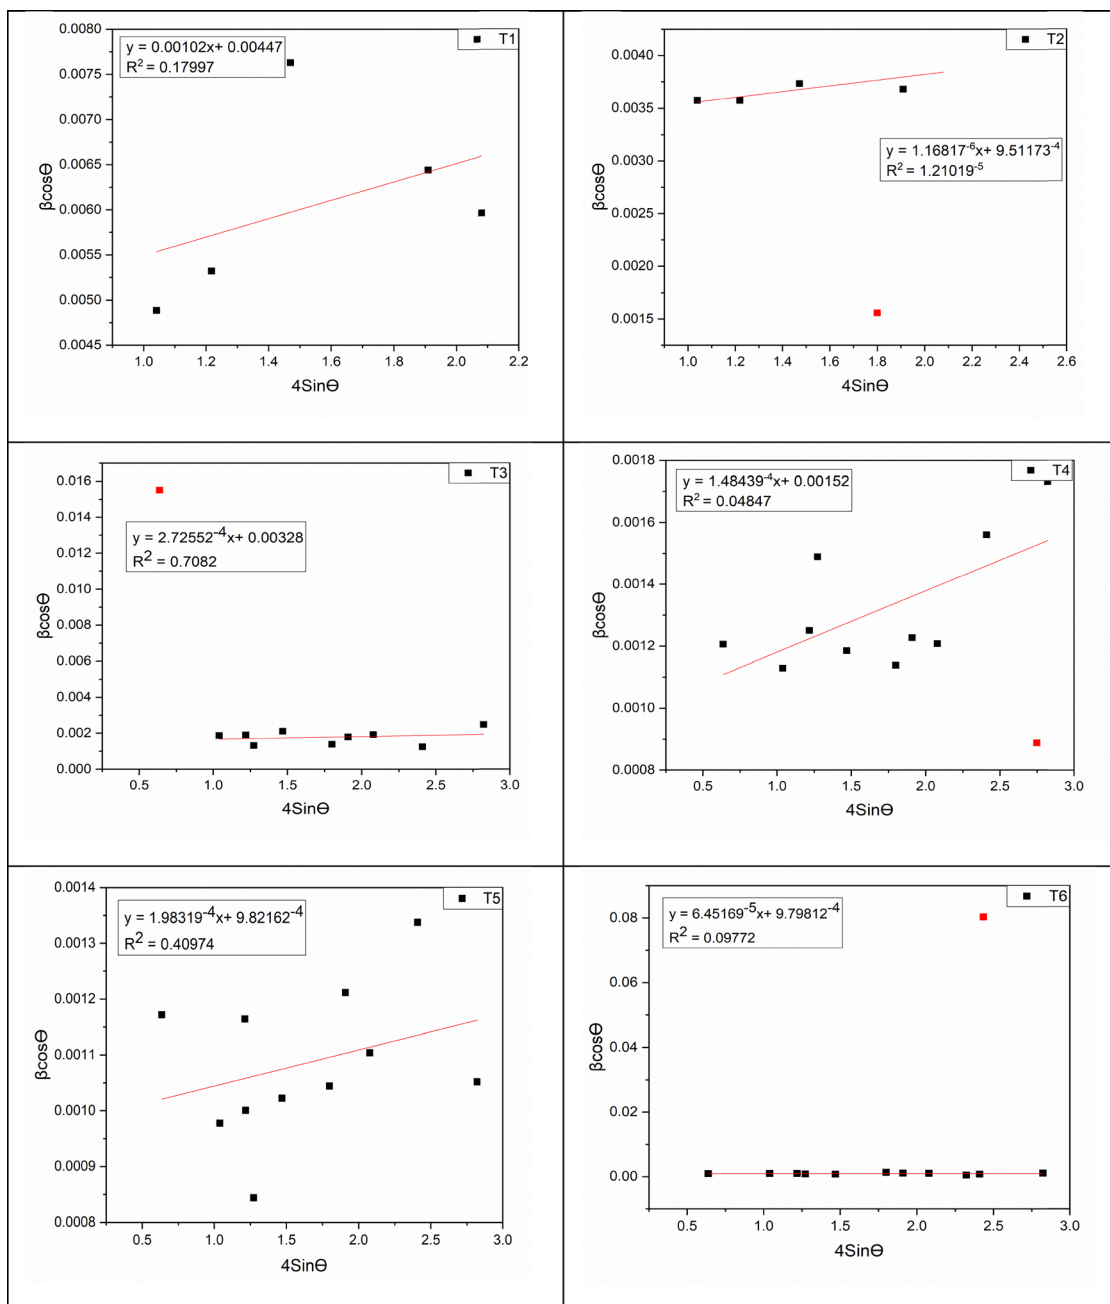 T1
y = 0.00102x+ 0.00447
R² = 0.17997
0.0080
0.0075
0.0070
0.0065
0.0060
0.0055
0.0050
0.0045
βcosΘ
1.0 1.2 1.4 1.6 1.8 2.0 2.2
4SinΘ
T2
y = 1.16817⁻⁶x+ 9.51173⁻⁴
R² = 1.21019⁻⁵
0.0040
0.0035
0.0030
0.0025
0.0020
0.0015
βcosΘ
1.0 1.2 1.4 1.6 1.8 2.0 2.2 2.4 2.6
4SinΘ
T3
y = 2.72552⁻⁴x+ 0.00328
R² = 0.7082
0.016
0.014
0.012
0.010
0.008
0.006
0.004
0.002
0.000
βcosΘ
0.5 1.0 1.5 2.0 2.5 3.0
4SinΘ
T4
y = 1.48439⁻⁴x+ 0.00152
R² = 0.04847
0.0018
0.0016
0.0014
0.0012
0.0010
0.0008
βcosΘ
0.5 1.0 1.5 2.0 2.5 3.0
4SinΘ
T5
y = 1.98319⁻⁴x+ 9.82162⁻⁴
R² = 0.40974
0.0014
0.0013
0.0012
0.0011
0.0010
0.0009
0.0008
βcosΘ
0.5 1.0 1.5 2.0 2.5 3.0
4SinΘ
T6
y = 6.45169⁻⁵x+ 9.79812⁻⁴
R² = 0.09772
0.08
0.06
0.04
0.02
0.00
βcosΘ
0.5 1.0 1.5 2.0 2.5 3.0
4SinΘ